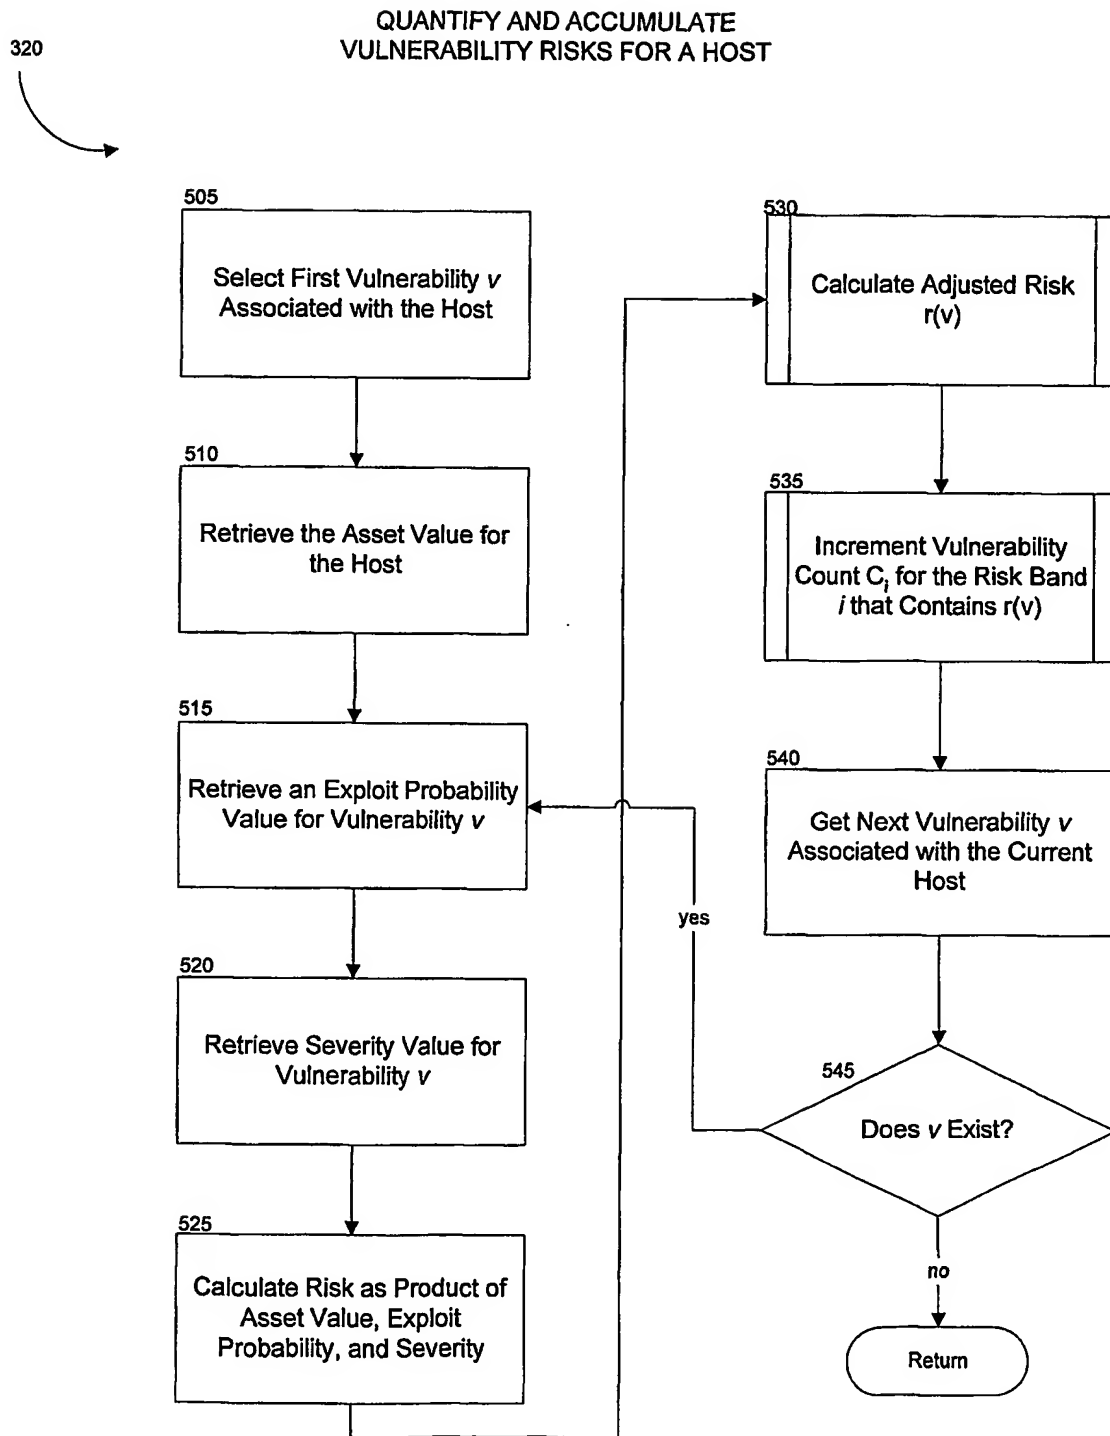 QUANTIFY AND ACCUMULATE
VULNERABILITY RISKS FOR A HOST
320
505
Select First Vulnerability v
Associated with the Host
510
Retrieve the Asset Value for
the Host
515
Retrieve an Exploit Probability
Value for Vulnerability v
520
Retrieve Severity Value for
Vulnerability v
525
Calculate Risk as Product of
Asset Value, Exploit
Probability, and Severity
530
Calculate Adjusted Risk
r(v)
535
Increment Vulnerability
Count Ci for the Risk Band
i that Contains r(v)
540
Get Next Vulnerability v
Associated with the Current
Host
545
Does v Exist?
yes
no
Return